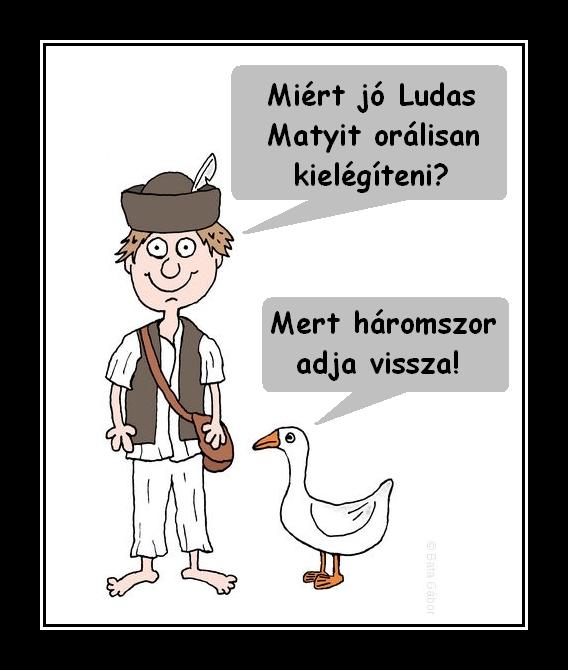 Miért jó Ludas
Matyit orálisan
kielégíteni?
Mert háromszor
adja vissza!
© Bata Gábor